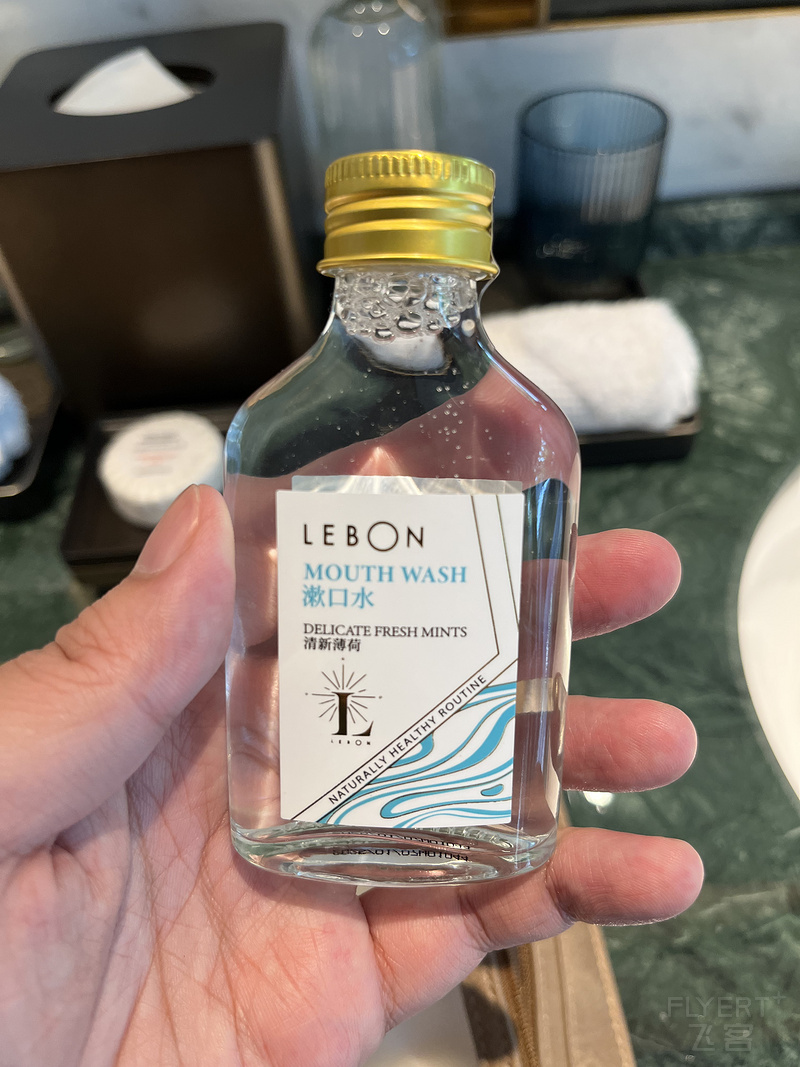 LEBON
MOUTH WASH
漱口水
DELICATE FRESH MINTS
清新薄荷
L
LEBON
NATURALLY HEALTHY ROUTINE
FLYERT
飞客